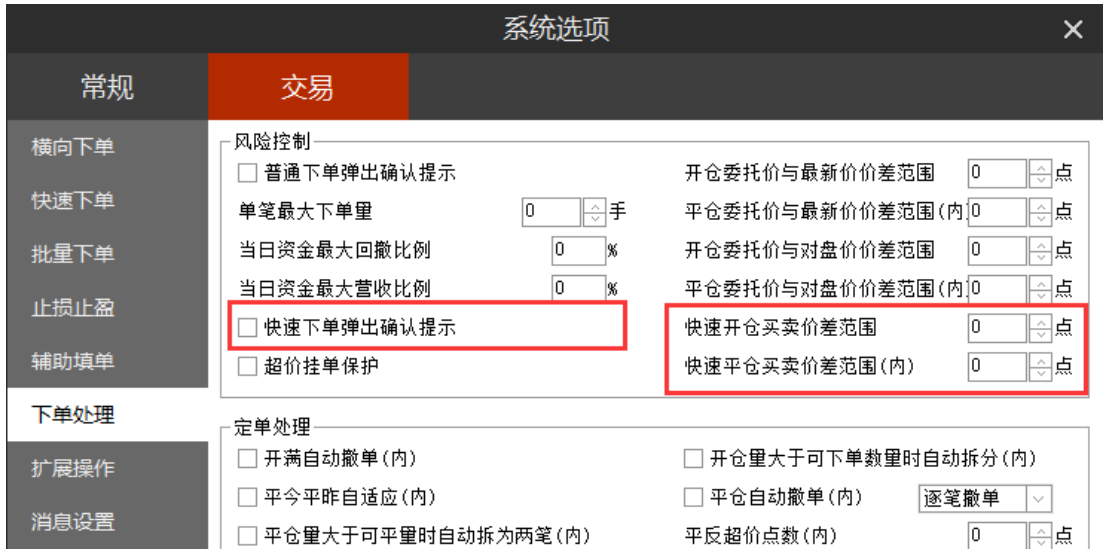 系统选项
常规
交易
横向下单
快速下单
批量下单
止损止盈
辅助填单
下单处理
扩展操作
消息设置
风险控制
普通下单弹出确认提示
开仓委托价与最新价价差范围 0 点
单笔最大下单量 0 手
平仓委托价与最新价价差范围(内) 0 点
当日资金最大回撤比例 0 %
开仓委托价与对盘价价差范围 0 点
当日资金最大营收比例 0 %
平仓委托价与对盘价价差范围(内) 0 点
快速下单弹出确认提示
快速开仓买卖价差范围 0 点
超价挂单保护
快速平仓买卖价差范围(内) 0 点
定单处理
开满自动撤单(内)
开仓量大于可下单数量时自动拆分(内)
平今平昨自适应(内)
平仓自动撤单(内) 逐笔撤单
平仓量大于可平量时自动拆为两笔(内)
平反超价点数(内) 0 点